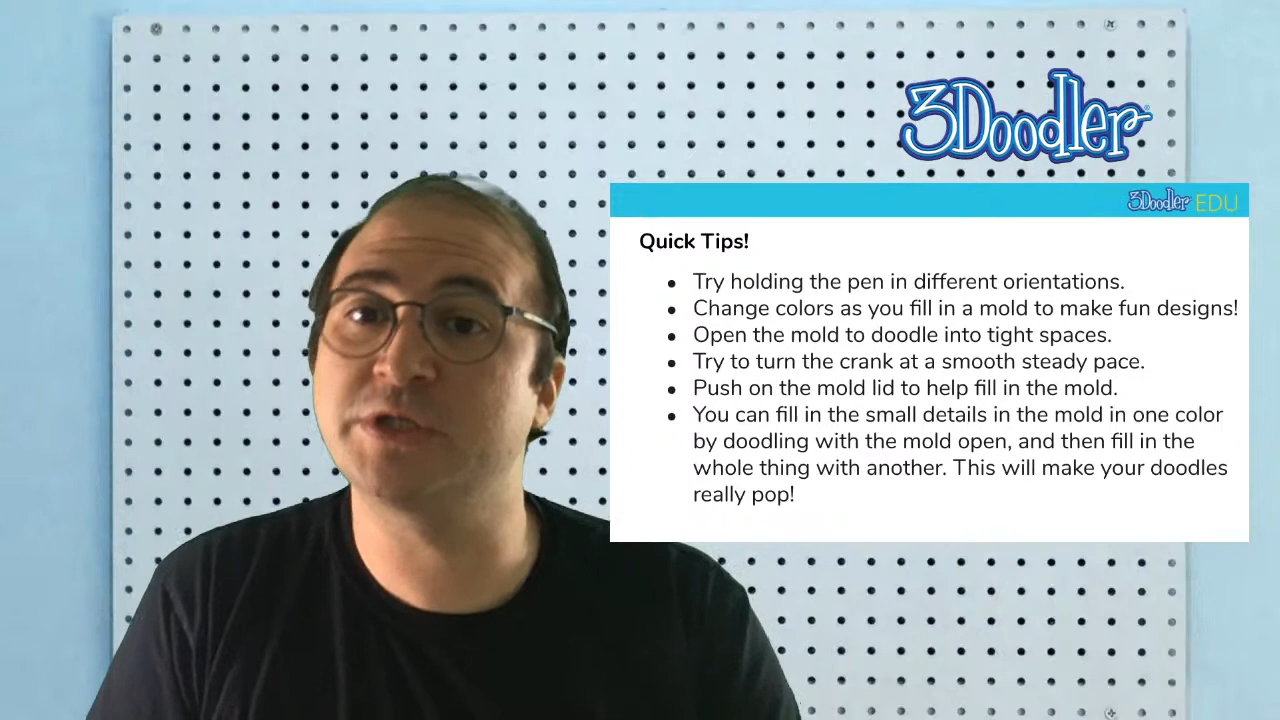 3Doodler
3Doodler EDU
Quick Tips!
• Try holding the pen in different orientations.
• Change colors as you fill in a mold to make fun designs!
• Open the mold to doodle into tight spaces.
• Try to turn the crank at a smooth steady pace.
• Push on the mold lid to help fill in the mold.
• You can fill in the small details in the mold in one color
by doodling with the mold open, and then fill in the
whole thing with another. This will make your doodles
really pop!